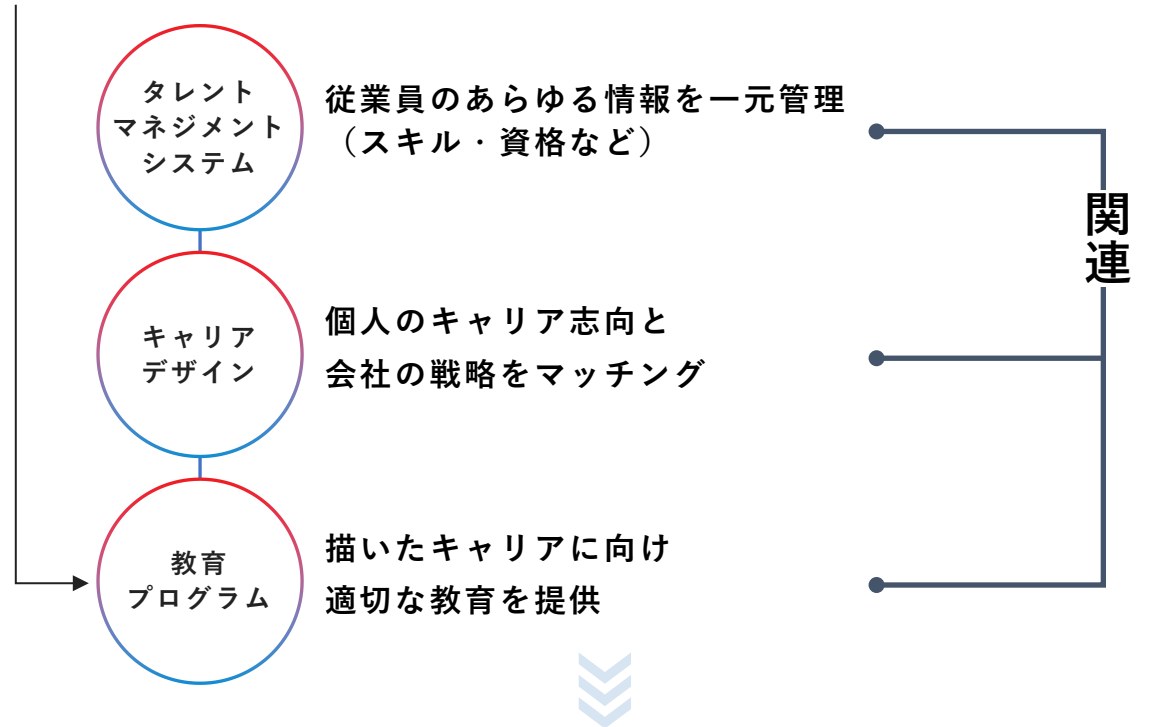 タレント
マネジメント
システム
従業員のあらゆる情報を一元管理
（スキル・資格など）
関連
キャリア
デザイン
個人のキャリア志向と
会社の戦略をマッチング
教育
プログラム
描いたキャリアに向け
適切な教育を提供